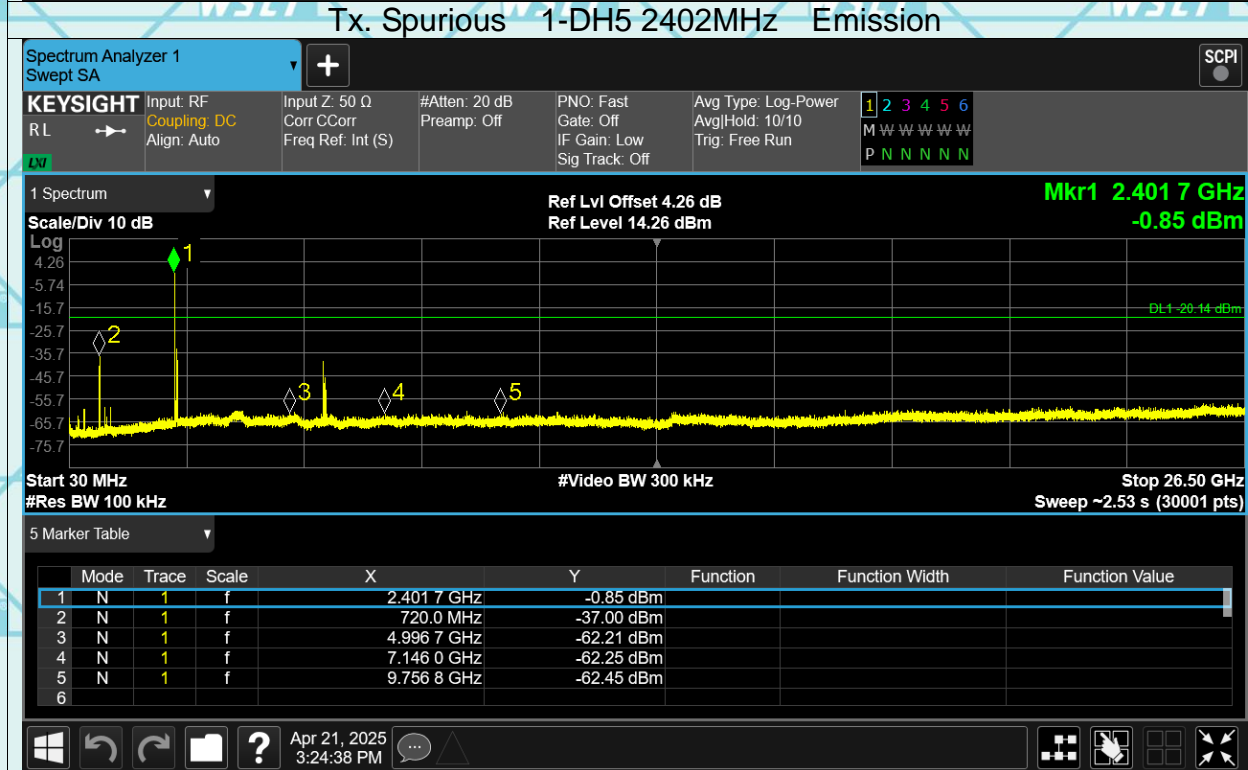 Tx. Spurious 1-DH5 2402MHz Emission
Spectrum Analyzer 1
Swept SA
+
SCPI
KEYSIGHT
RL
LXI
Input: RF
Coupling: DC
Align: Auto
Input Z: 50 Ω
Corr CCorr
Freq Ref: Int (S)
#Atten: 20 dB
Preamp: Off
PNO: Fast
Gate: Off
IF Gain: Low
Sig Track: Off
Avg Type: Log-Power
Avg|Hold: 10/10
Trig: Free Run
1 2 3 4 5 6
M W W W W W
P N N N N N
1 Spectrum
Scale/Div 10 dB
Ref Lvl Offset 4.26 dB
Ref Level 14.26 dBm
Mkr1 2.401 7 GHz
-0.85 dBm
Log
4.26
-5.74
-15.7
-25.7
-35.7
-45.7
-55.7
-65.7
-75.7
1
2
3
4
5
DL1 -20.14 dBm
Start 30 MHz #Video BW 300 kHz Stop 26.50 GHz
#Res BW 100 kHz Sweep ~2.53 s (30001 pts)
5 Marker Table
Mode Trace Scale X Y Function Function Width Function Value
1 N 1 f 2.401 7 GHz -0.85 dBm
2 N 1 f 720.0 MHz -37.00 dBm
3 N 1 f 4.996 7 GHz -62.21 dBm
4 N 1 f 7.146 0 GHz -62.25 dBm
5 N 1 f 9.756 8 GHz -62.45 dBm
6
?
Apr 21, 2025
3:24:38 PM